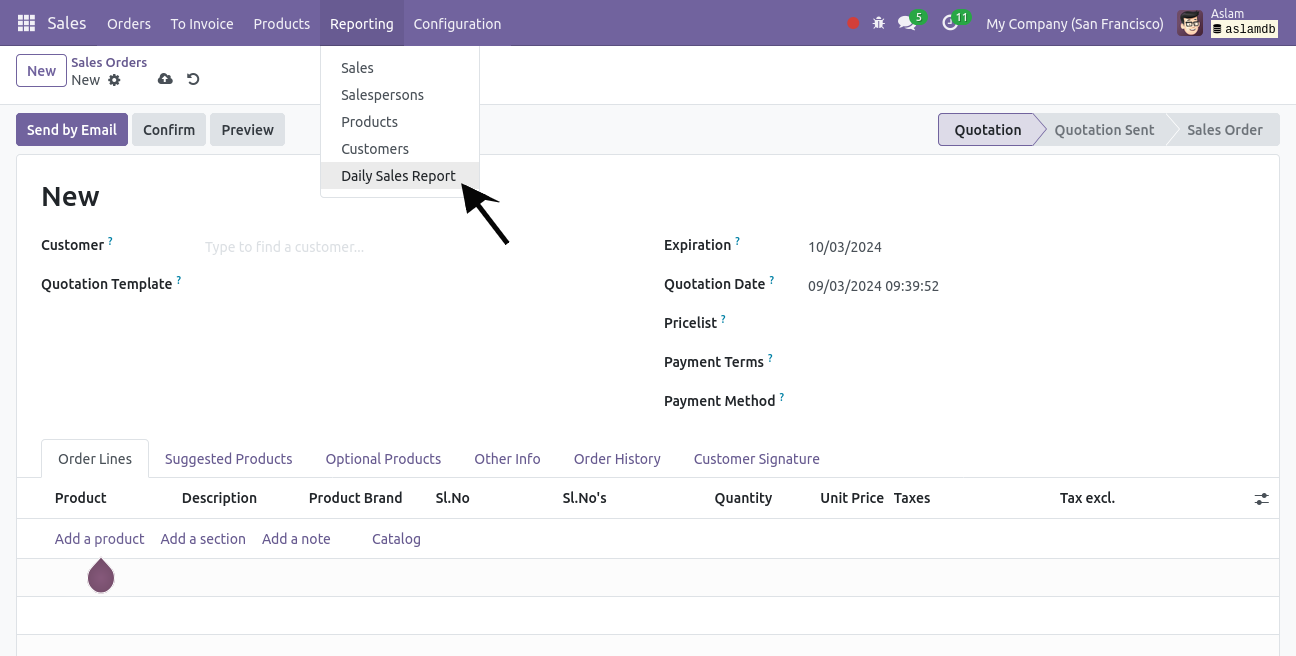 Sales Orders To Invoice Products Reporting Configuration 5 11 My Company (San Francisco) Aslam
aslamdb
New Sales Orders
New
Sales
Salespersons
Products
Customers
Daily Sales Report
Send by Email Confirm Preview Quotation Quotation Sent Sales Order
New
Customer ? Type to find a customer... Expiration ? 10/03/2024
Quotation Template ? Quotation Date ? 09/03/2024 09:39:52
Pricelist ?
Payment Terms ?
Payment Method ?
Order Lines Suggested Products Optional Products Other Info Order History Customer Signature
Product Description Product Brand Sl.No Sl.No's Quantity Unit Price Taxes Tax excl.
Add a product Add a section Add a note Catalog